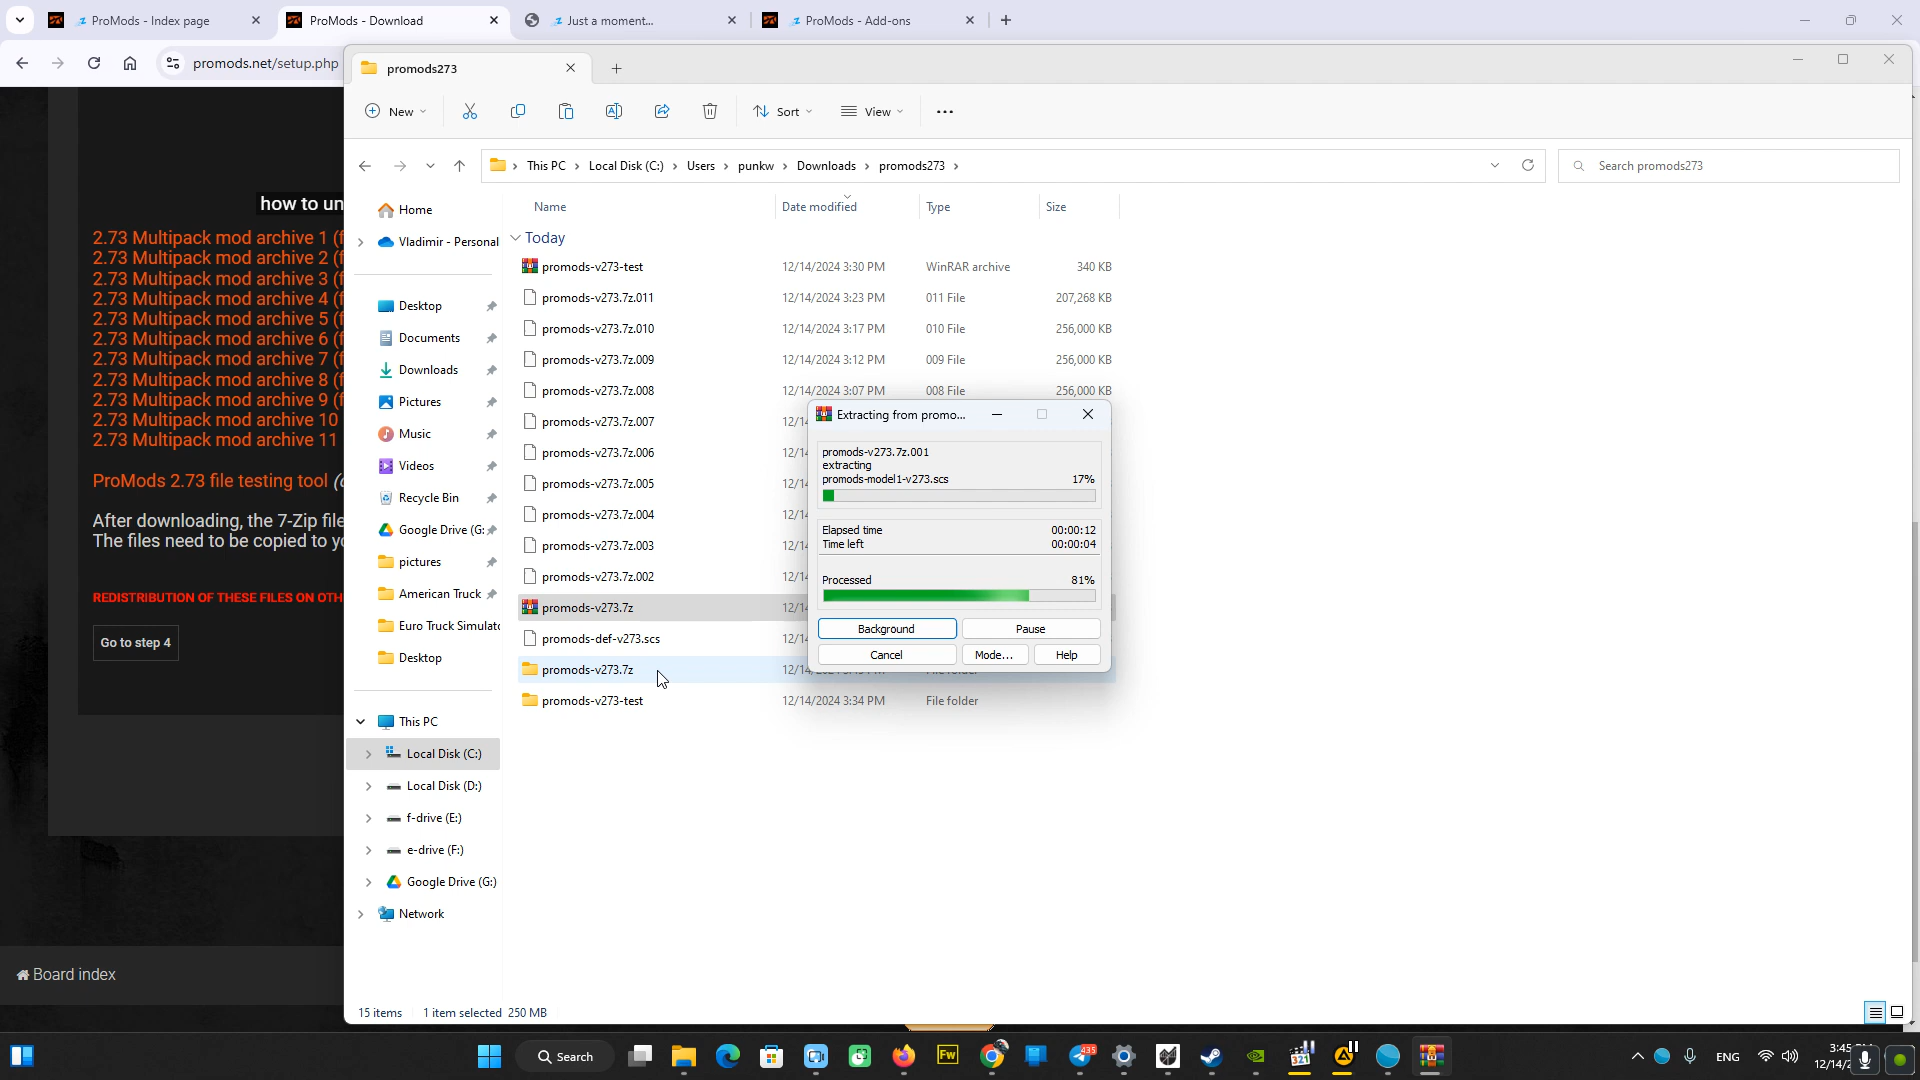 ProMods - Index page
ProMods - Download
Just a moment...
ProMods - Add-ons
promods.net/setup.php
promods273
New
Sort
View
This PC > Local Disk (C:) > Users > punkw > Downloads > promods273 >
Search promods273
Name Date modified Type Size
Today
promods-v273-test 12/14/2024 3:30 PM WinRAR archive 340 KB
promods-v273.7z.011 12/14/2024 3:23 PM 011 File 207,268 KB
promods-v273.7z.010 12/14/2024 3:17 PM 010 File 256,000 KB
promods-v273.7z.009 12/14/2024 3:12 PM 009 File 256,000 KB
promods-v273.7z.008 12/14/2024 3:07 PM 008 File 256,000 KB
promods-v273.7z.007
promods-v273.7z.006
promods-v273.7z.005
promods-v273.7z.004
promods-v273.7z.003
promods-v273.7z.002
promods-v273.7z
promods-def-v273.scs
promods-v273.7z
promods-v273-test 12/14/2024 3:34 PM File folder
Home
Vladimir - Personal
Desktop
Documents
Downloads
Pictures
Music
Videos
Recycle Bin
Google Drive (G:
pictures
American Truck
Euro Truck Simulato
Desktop
This PC
Local Disk (C:)
Local Disk (D:)
f-drive (E:)
e-drive (F:)
Google Drive (G:)
Network
15 items
1 item selected 250 MB
Extracting from promo...
promods-v273.7z.001
extracting
promods-model1-v273.scs 17%
Elapsed time 00:00:12
Time left 00:00:04
Processed 81%
Background
Pause
Cancel
Mode...
Help
how to un
2.73 Multipack mod archive 1 (f
2.73 Multipack mod archive 2 (f
2.73 Multipack mod archive 3 (f
2.73 Multipack mod archive 4 (f
2.73 Multipack mod archive 5 (f
2.73 Multipack mod archive 6 (f
2.73 Multipack mod archive 7 (f
2.73 Multipack mod archive 8 (f
2.73 Multipack mod archive 9 (f
2.73 Multipack mod archive 10
2.73 Multipack mod archive 11
ProMods 2.73 file testing tool (c
After downloading, the 7-Zip file
The files need to be copied to yo
REDISTRIBUTION OF THESE FILES ON OTH
Go to step 4
Board index
Search
Fw
435
321
ENG
3:45
12/14/2